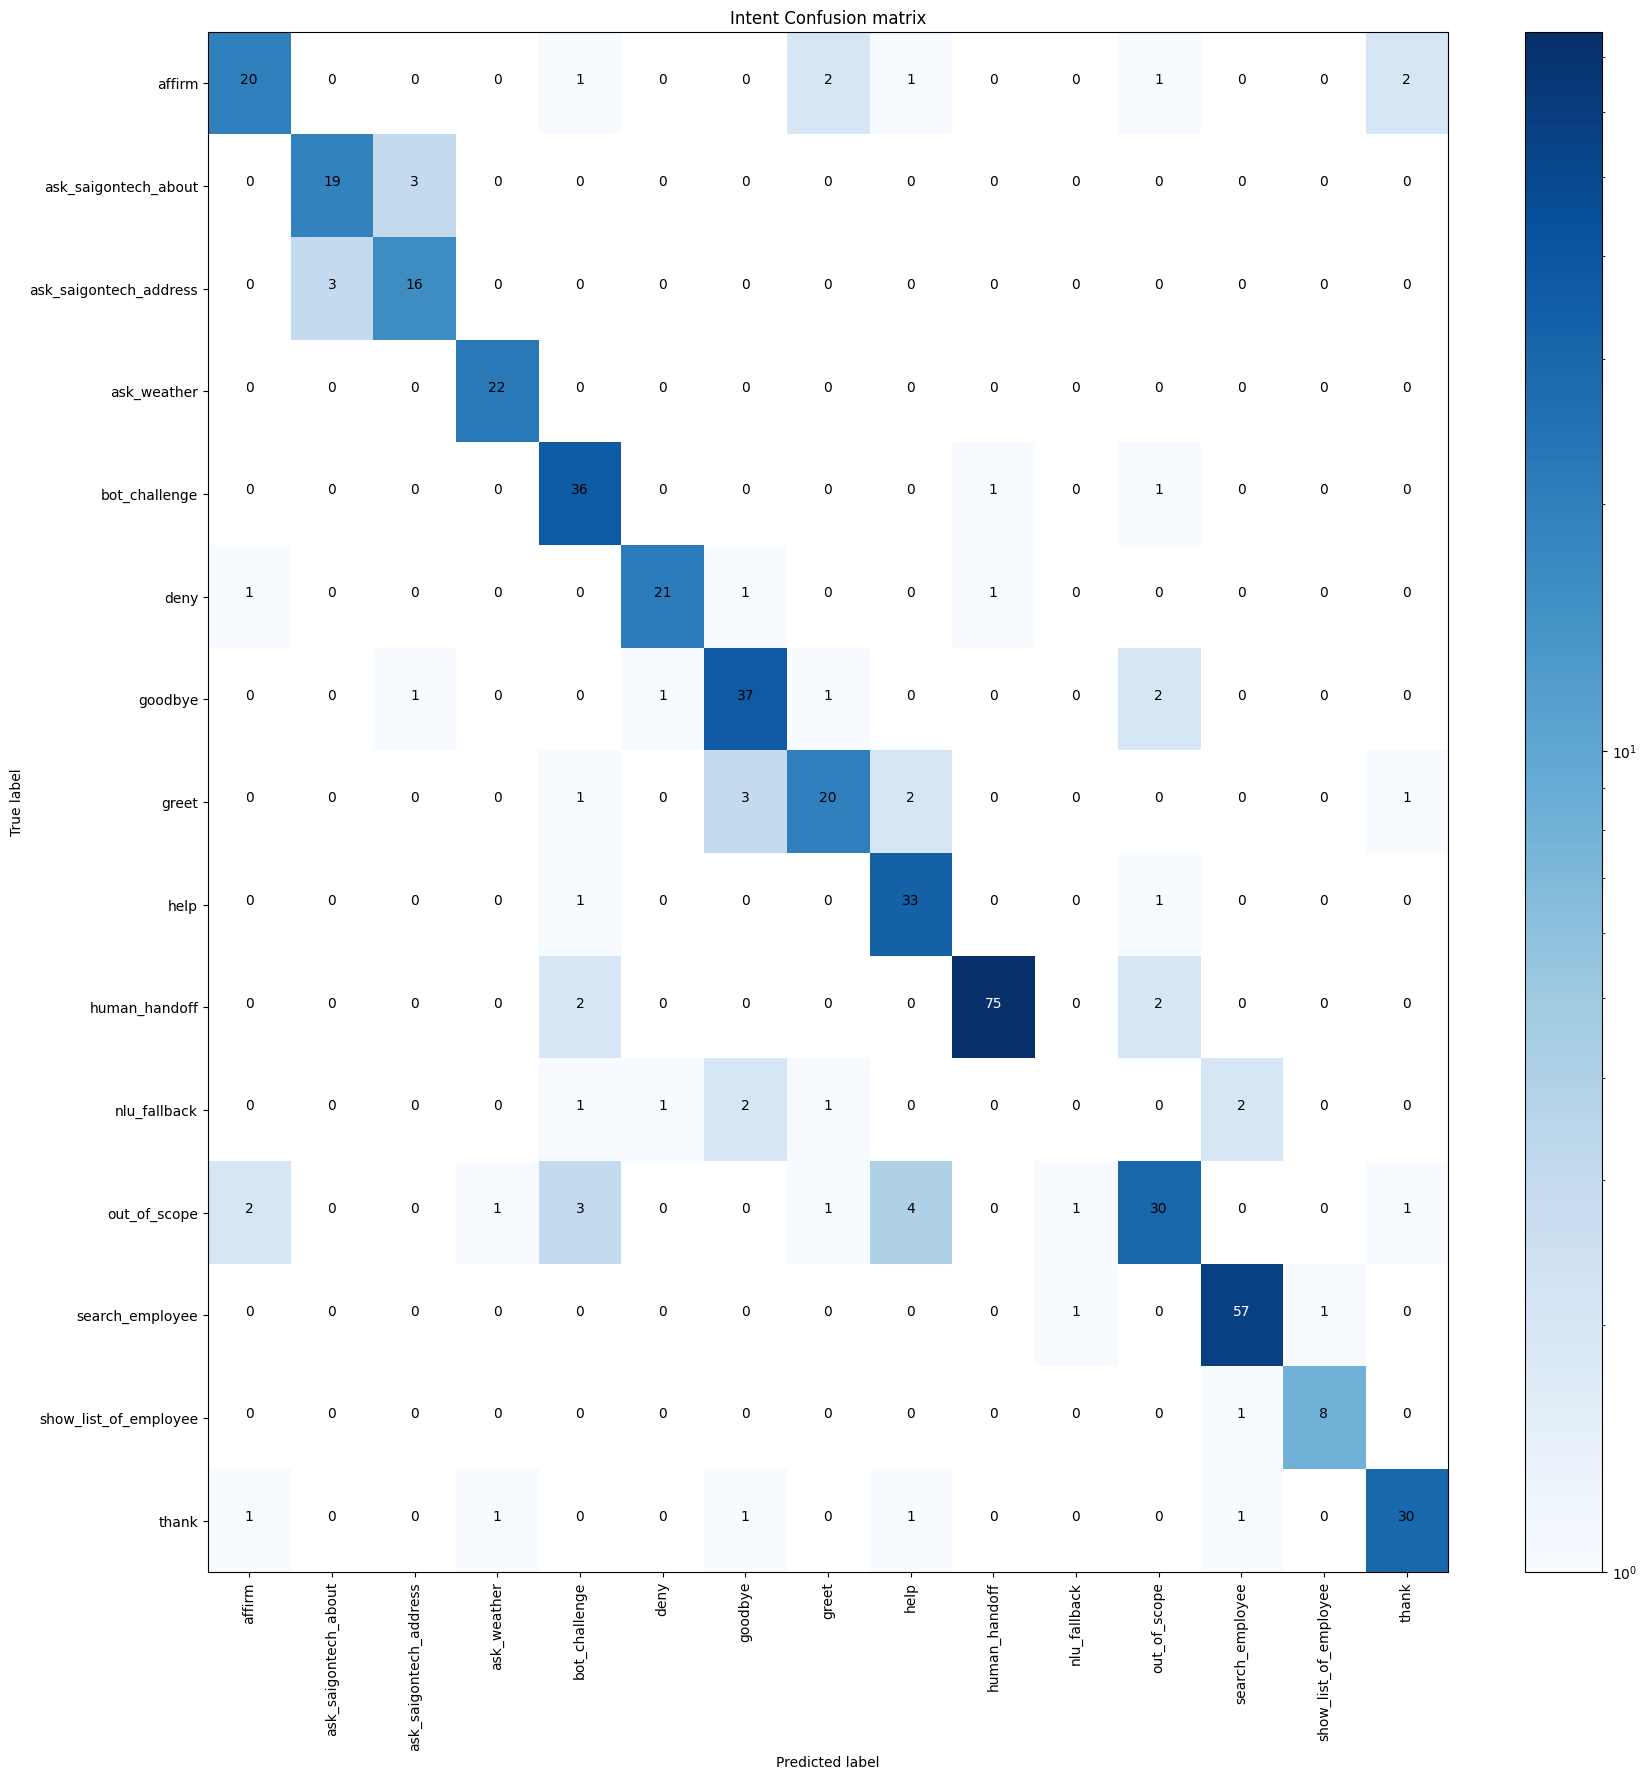 Intent Confusion matrix
affirm 20 0 0 0 1 0 0 2 1 0 0 1 0 0 2
ask_saigontech_about 0 19 3 0 0 0 0 0 0 0 0 0 0 0 0
ask_saigontech_address 0 3 16 0 0 0 0 0 0 0 0 0 0 0 0
ask_weather 0 0 0 22 0 0 0 0 0 0 0 0 0 0 0
bot_challenge 0 0 0 0 36 0 0 0 0 1 0 1 0 0 0
deny 1 0 0 0 0 21 1 0 0 1 0 0 0 0 0
goodbye 0 0 1 0 0 1 37 1 0 0 0 2 0 0 0
10¹
True label
greet 0 0 0 0 1 0 3 20 2 0 0 0 0 0 1
help 0 0 0 0 1 0 0 0 33 0 0 1 0 0 0
human_handoff 0 0 0 0 2 0 0 0 0 75 0 2 0 0 0
nlu_fallback 0 0 0 0 1 1 2 1 0 0 0 0 2 0 0
out_of_scope 2 0 0 1 3 0 0 1 4 0 1 30 0 0 1
search_employee 0 0 0 0 0 0 0 0 0 0 1 0 57 1 0
show_list_of_employee 0 0 0 0 0 0 0 0 0 0 0 0 1 8 0
thank 1 0 0 1 0 0 1 0 1 0 0 0 1 0 30
10⁰
affirm
ask_saigontech_about
ask_saigontech_address
ask_weather
bot_challenge
deny
goodbye
greet
help
human_handoff
nlu_fallback
out_of_scope
search_employee
show_list_of_employee
thank
Predicted label